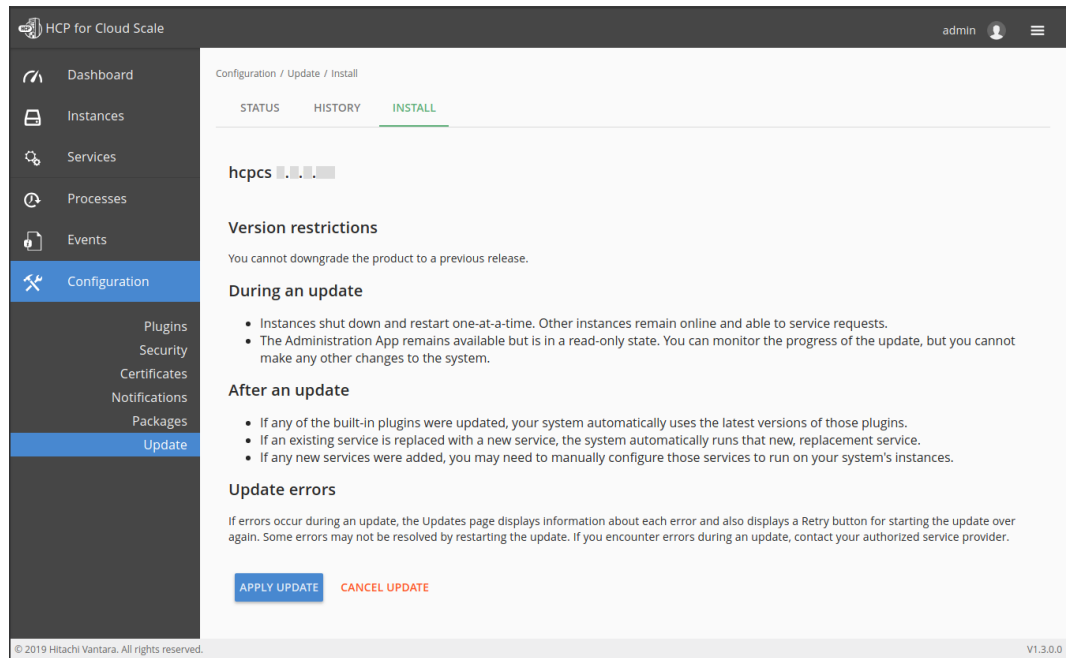 HCP for Cloud Scale
admin
Dashboard
Instances
Services
Processes
Events
Configuration
Plugins
Security
Certificates
Notifications
Packages
Update
Configuration / Update / Install
STATUS HISTORY INSTALL
hcpcs
Version restrictions
You cannot downgrade the product to a previous release.
During an update
• Instances shut down and restart one-at-a-time. Other instances remain online and able to service requests.
• The Administration App remains available but is in a read-only state. You can monitor the progress of the update, but you cannot
make any other changes to the system.
After an update
• If any of the built-in plugins were updated, your system automatically uses the latest versions of those plugins.
• If an existing service is replaced with a new service, the system automatically runs that new, replacement service.
• If any new services were added, you may need to manually configure those services to run on your system's instances.
Update errors
If errors occur during an update, the Updates page displays information about each error and also displays a Retry button for starting the update over
again. Some errors may not be resolved by restarting the update. If you encounter errors during an update, contact your authorized service provider.
APPLY UPDATE CANCEL UPDATE
© 2019 Hitachi Vantara. All rights reserved.
V1.3.0.0